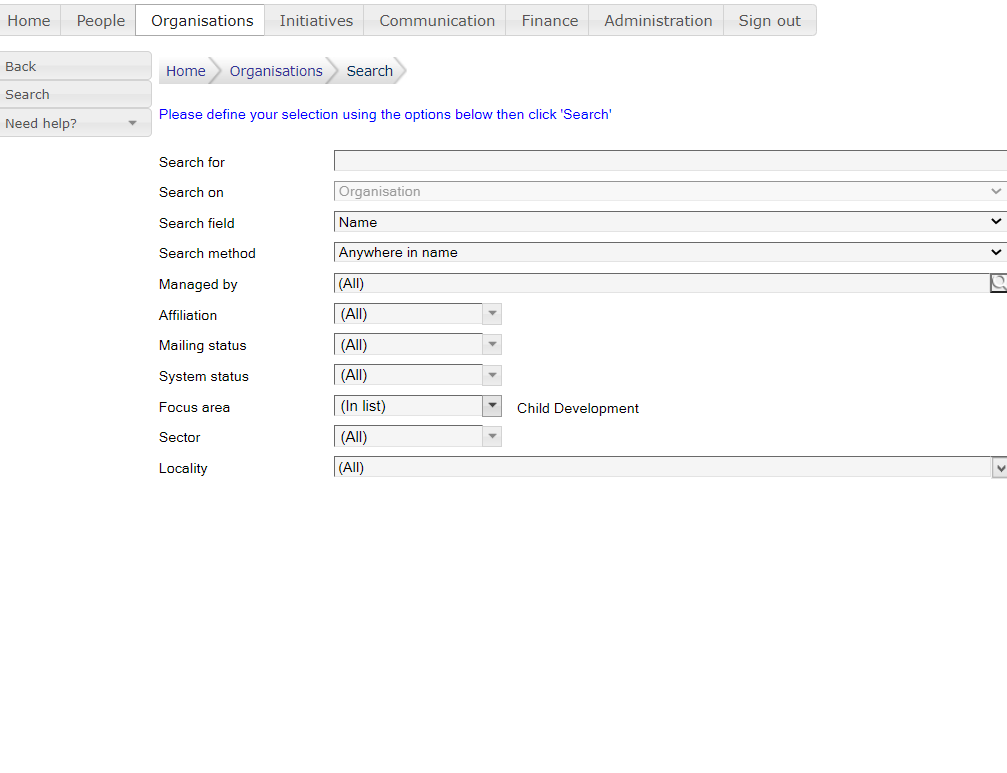 Home People Organisations Initiatives Communication Finance Administration Sign out
Back
Search
Need help?
Home Organisations Search
Please define your selection using the options below then click 'Search'
Search for
Search on Organisation
Search field Name
Search method Anywhere in name
Managed by (All)
Affiliation (All)
Mailing status (All)
System status (All)
Focus area (In list) Child Development
Sector (All)
Locality (All)